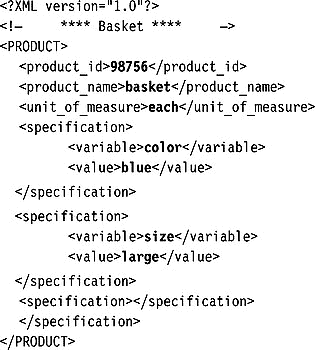 <?XML version="1.0"?>
<!– **** Basket **** –>
<PRODUCT>
<product_id>98756</product_id>
<product_name>basket</product_name>
<unit_of_measure>each</unit_of_measure>
<specification>
<variable>color</variable>
<value>blue</value>
</specification>
<specification>
<variable>size</variable>
<value>large</value>
</specification>
<specification></specification>
</specification>
</PRODUCT>